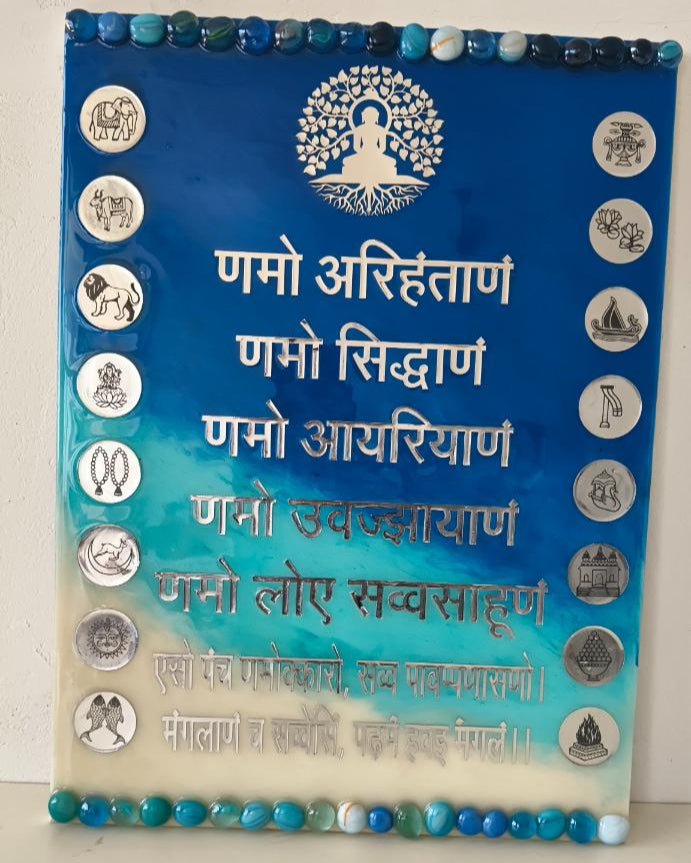 णमो अरिहंताणं
णमो सिद्धाणं
णमो आयरियाणं
णमो उवज्झायाणं
णमो लोए सव्वसाहूणं
एसो पंच णमोक्कारो, सव्व पावप्पणासणो।
मंगलाणं च सव्वेसिं, पढमं हवइ मंगलं।।